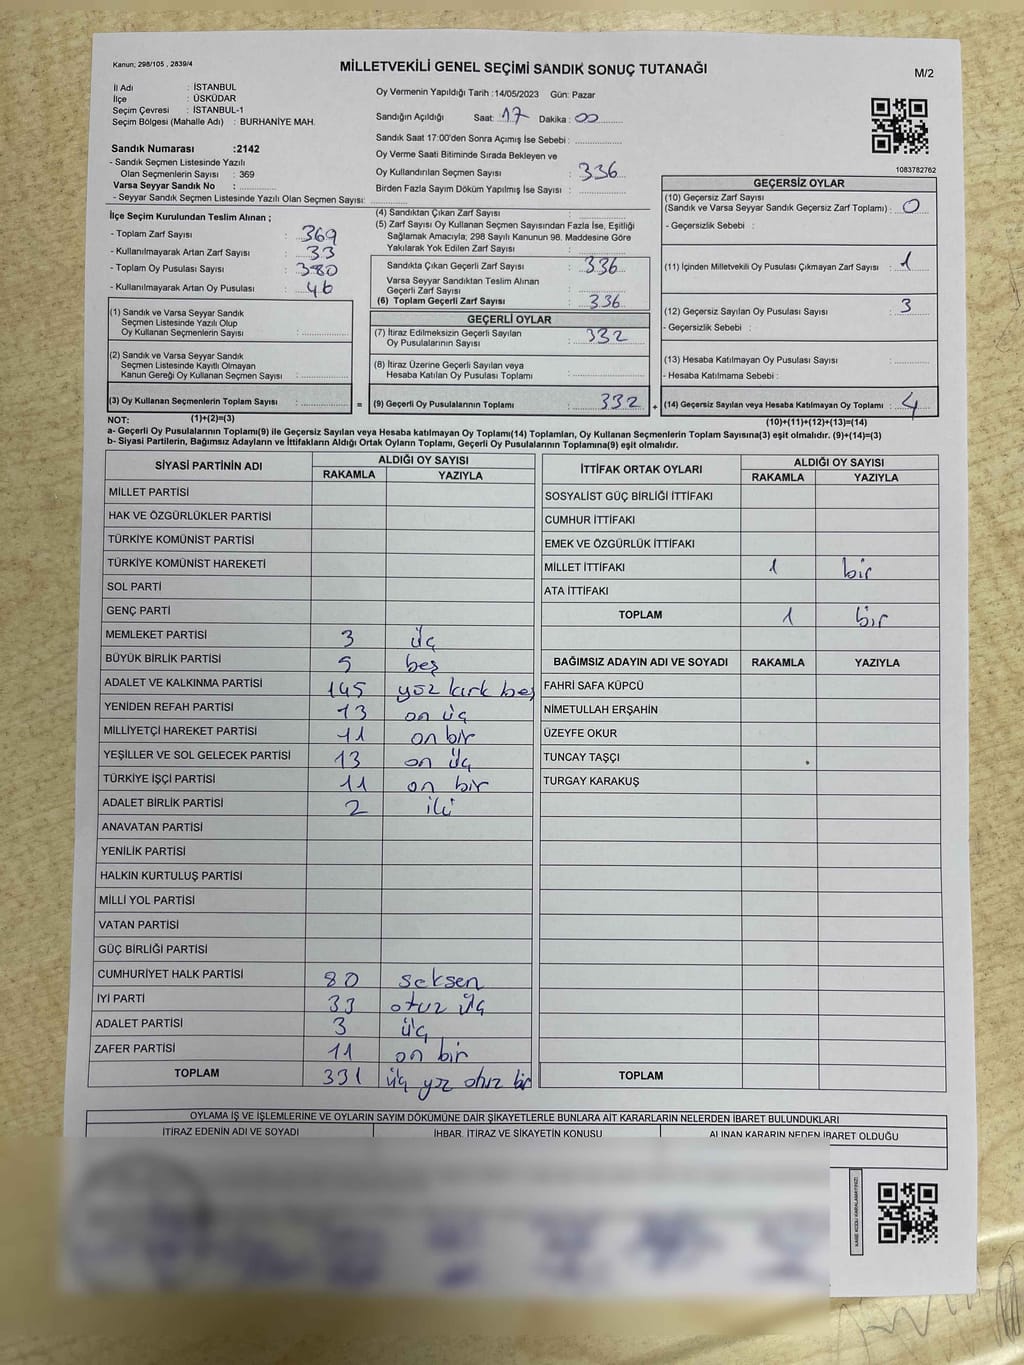 Kanun; 298/105 , 2839/4
MİLLETVEKİLİ GENEL SEÇİMİ SANDIK SONUÇ TUTANAĞI
M/2
İl Adı : İSTANBUL
İlçe : ÜSKÜDAR
Seçim Çevresi : İSTANBUL-1
Seçim Bölgesi (Mahalle Adı) : BURHANİYE MAH.
Sandık Numarası :2142
- Sandık Seçmen Listesinde Yazılı
Olan Seçmenlerin Sayısı : 369
Varsa Seyyar Sandık No :
- Seyyar Sandık Seçmen Listesinde Yazılı Olan Seçmen Sayısı:
Oy Vermenin Yapıldığı Tarih :14/05/2023 Gün: Pazar
Sandığın Açıldığı Saat: 17 Dakika : 00
Sandık Saat 17:00'den Sonra Açımış İse Sebebi :
Oy Verme Saati Bitiminde Sırada Bekleyen ve
Oy Kullandırılan Seçmen Sayısı : 336
Birden Fazla Sayım Döküm Yapılmış İse Sayısı :
1083782762
İlçe Seçim Kurulundan Teslim Alınan ;
- Toplam Zarf Sayısı : 369
- Kullanılmayarak Artan Zarf Sayısı : 33
- Toplam Oy Pusulası Sayısı : 380
- Kullanılmayarak Artan Oy Pusulası : 46
(1) Sandık ve Varsa Seyyar Sandık
Seçmen Listesinde Yazılı Olup
Oy Kullanan Seçmenlerin Sayısı :
(2) Sandık ve Varsa Seyyar Sandık
Seçmen Listesinde Kayıtlı Olmayan
Kanun Gereği Oy Kullanan Seçmen Sayısı :
(3) Oy Kullanan Seçmenlerin Toplam Sayısı :
(4) Sandıktan Çıkan Zarf Sayısı :
(5) Zarf Sayısı Oy Kullanan Seçmen Sayısından Fazla İse, Eşitliği
Sağlamak Amacıyla; 298 Sayılı Kanunun 98. Maddesine Göre
Yakılarak Yok Edilen Zarf Sayısı :
Sandıkta Çıkan Geçerli Zarf Sayısı : 336
Varsa Seyyar Sandıktan Teslim Alınan
Geçerli Zarf Sayısı :
(6) Toplam Geçerli Zarf Sayısı : 336
GEÇERLİ OYLAR
(7) İtiraz Edilmeksizin Geçerli Sayılan
Oy Pusulalarının Sayısı : 332
(8) İtiraz Üzerine Geçerli Sayılan veya
Hesaba Katılan Oy Pusulası Toplamı :
= (9) Geçerli Oy Pusulalarının Toplamı : 332 +
GEÇERSİZ OYLAR
(10) Geçersiz Zarf Sayısı
(Sandık ve Varsa Seyyar Sandık Geçersiz Zarf Toplamı) : 0
- Geçersizlik Sebebi :
(11) İçinden Milletvekili Oy Pusulası Çıkmayan Zarf Sayısı : 1
(12) Geçersiz Sayılan Oy Pusulası Sayısı : 3
- Geçersizlik Sebebi :
(13) Hesaba Katılmayan Oy Pusulası Sayısı :
- Hesaba Katılmama Sebebi :
(14) Geçersiz Sayılan veya Hesaba Katılmayan Oy Toplamı : 4
NOT: (1)+(2)=(3)
(10)+(11)+(12)+(13)=(14)
a- Geçerli Oy Pusulalarının Toplamı(9) ile Geçersiz Sayılan veya Hesaba katılmayan Oy Toplamı(14) Toplamları, Oy Kullanan Seçmenlerin Toplam Sayısına(3) eşit olmalıdır. (9)+(14)=(3)
b- Siyasi Partilerin, Bağımsız Adayların ve İttifakların Aldığı Ortak Oyların Toplamı, Geçerli Oy Pusulalarının Toplamına(9) eşit olmalıdır.
SİYASİ PARTİNİN ADI ALDIĞI OY SAYISI
RAKAMLA YAZIYLA
MİLLET PARTİSİ
HAK VE ÖZGÜRLÜKLER PARTİSİ
TÜRKİYE KOMÜNİST PARTİSİ
TÜRKİYE KOMÜNİST HAREKETİ
SOL PARTİ
GENÇ PARTİ
MEMLEKET PARTİSİ 3 üç
BÜYÜK BİRLİK PARTİSİ 5 beş
ADALET VE KALKINMA PARTİSİ 145 yüz kırk beş
YENİDEN REFAH PARTİSİ 13 on üç
MİLLİYETÇİ HAREKET PARTİSİ 11 on bir
YEŞİLLER VE SOL GELECEK PARTİSİ 13 on üç
TÜRKİYE İŞÇİ PARTİSİ 11 on bir
ADALET BİRLİK PARTİSİ 2 iki
ANAVATAN PARTİSİ
YENİLİK PARTİSİ
HALKIN KURTULUŞ PARTİSİ
MİLLİ YOL PARTİSİ
VATAN PARTİSİ
GÜÇ BİRLİĞİ PARTİSİ
CUMHURİYET HALK PARTİSİ 80 seksen
İYİ PARTİ 33 otuz üç
ADALET PARTİSİ 3 üç
ZAFER PARTİSİ 11 on bir
TOPLAM 331 üç yüz otuz bir
İTTİFAK ORTAK OYLARI ALDIĞI OY SAYISI
RAKAMLA YAZIYLA
SOSYALİST GÜÇ BİRLİĞİ İTTİFAKI
CUMHUR İTTİFAKI
EMEK VE ÖZGÜRLÜK İTTİFAKI
MİLLET İTTİFAKI 1 bir
ATA İTTİFAKI
TOPLAM 1 bir
BAĞIMSIZ ADAYIN ADI VE SOYADI RAKAMLA YAZIYLA
FAHRİ SAFA KÜPCÜ
NİMETULLAH ERŞAHİN
ÜZEYFE OKUR
TUNCAY TAŞÇI
TURGAY KARAKUŞ
TOPLAM
OYLAMA İŞ VE İŞLEMLERİNE VE OYLARIN SAYIM DÖKÜMÜNE DAİR ŞİKAYETLERLE BUNLARA AİT KARARLARIN NELERDEN İBARET BULUNDUKLARI
İTİRAZ EDENİN ADI VE SOYADI İHBAR, İTİRAZ VE ŞİKAYETİN KONUSU ALINAN KARARIN NEDEN İBARET OLDUĞU